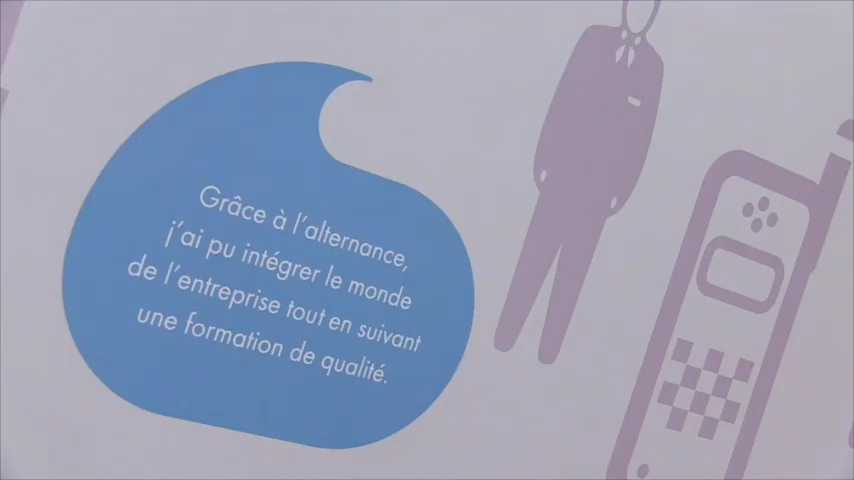 Grâce à l'alternance,
j'ai pu intégrer le monde
de l'entreprise tout en suivant
une formation de qualité.